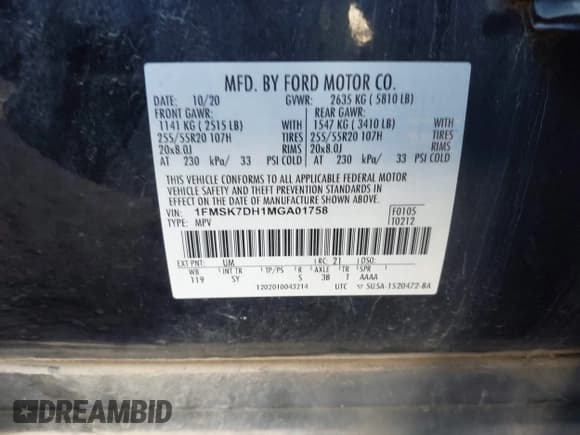 MFD. BY FORD MOTOR CO.
DATE: 10/20 GVWR: 2635 KG ( 5810 LB)
FRONT GAWR: REAR GAWR:
1141 KG ( 2515 LB) WITH 1547 KG ( 3410 LB) WITH
255/55R20 107H TIRES 255/55R20 107H TIRES
20x8.0J RIMS 20x8.0J RIMS
AT 230 kPa/ 33 PSI COLD AT 230 kPa/ 33 PSI COLD
THIS VEHICLE CONFORMS TO ALL APPLICABLE FEDERAL MOTOR
VEHICLE SAFETY AND THEFT PREVENTION STANDARDS IN
EFFECT ON THE DATE OF MANUFACTURE SHOWN ABOVE.
VIN: 1FMSK7DH1MGA01758 F0105
TYPE: MPV T0212
EXT PNT: UM RC: 21 DSO:
WB INT TR TP/PS R AXLE TR SPR
119 SY S 3B T AAAA
1202010043214 UTC SU5A-1520472-BA
DREAMBID